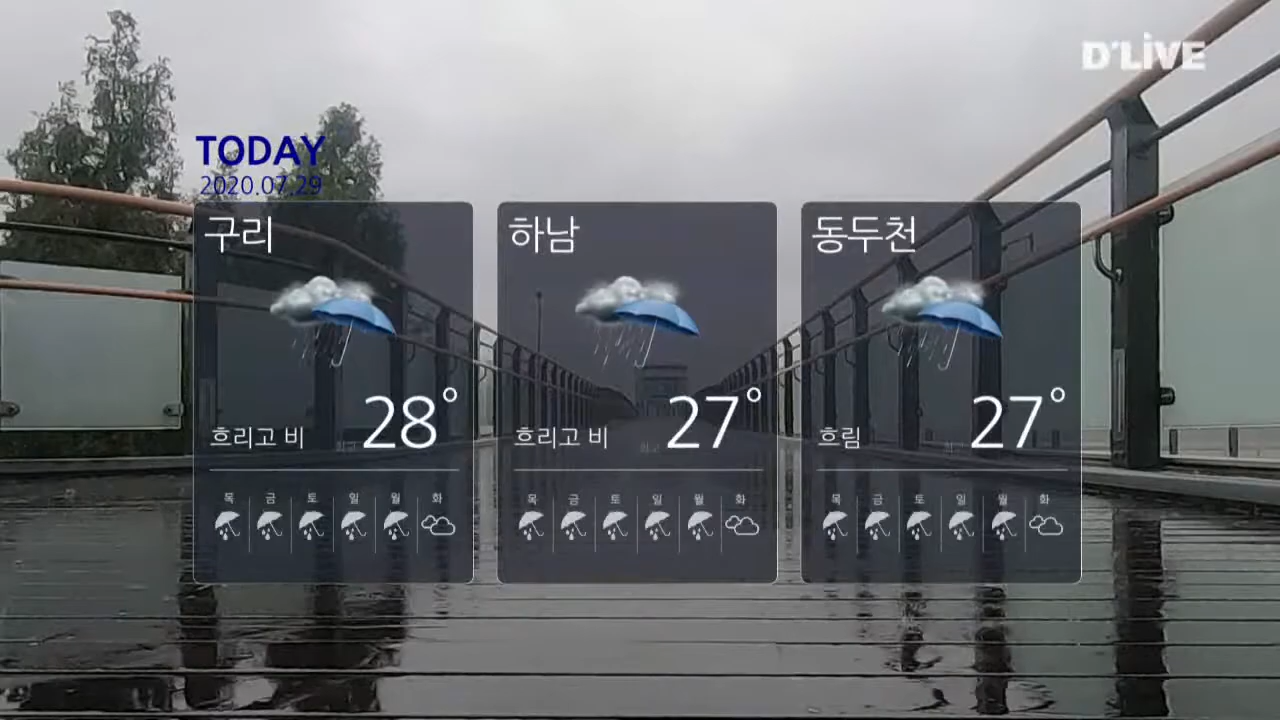 D'LIVE
TODAY
2020.07.29
구리
흐리고 비
28°
목 금 토 일 월 화
하남
흐리고 비
27°
목 금 토 일 월 화
동두천
흐림
27°
목 금 토 일 월 화